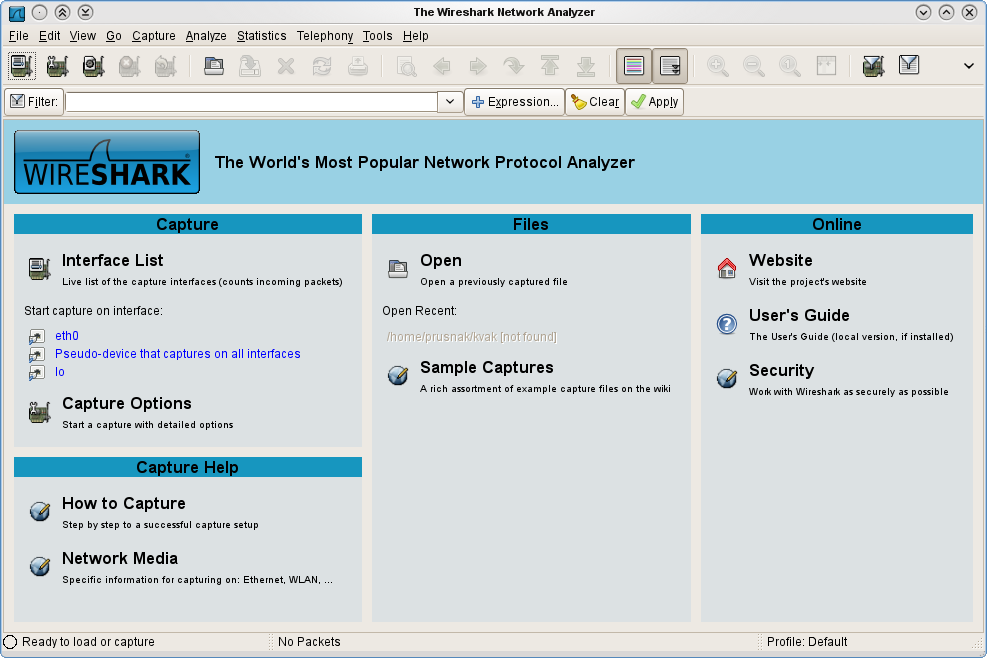 The Wireshark Network Analyzer
File Edit View Go Capture Analyze Statistics Telephony Tools Help
Filter: Expression... Clear Apply
WIRESHARK
The World's Most Popular Network Protocol Analyzer
Capture
Interface List
Live list of the capture interfaces (counts incoming packets)
Start capture on interface:
eth0
Pseudo-device that captures on all interfaces
lo
Capture Options
Start a capture with detailed options
Capture Help
How to Capture
Step by step to a successful capture setup
Network Media
Specific information for capturing on: Ethernet, WLAN, ...
Files
Open
Open a previously captured file
Open Recent:
/home/prusnak/kvak [not found]
Sample Captures
A rich assortment of example capture files on the wiki
Online
Website
Visit the project's website
User's Guide
The User's Guide (local version, if installed)
Security
Work with Wireshark as securely as possible
Ready to load or capture
No Packets
Profile: Default